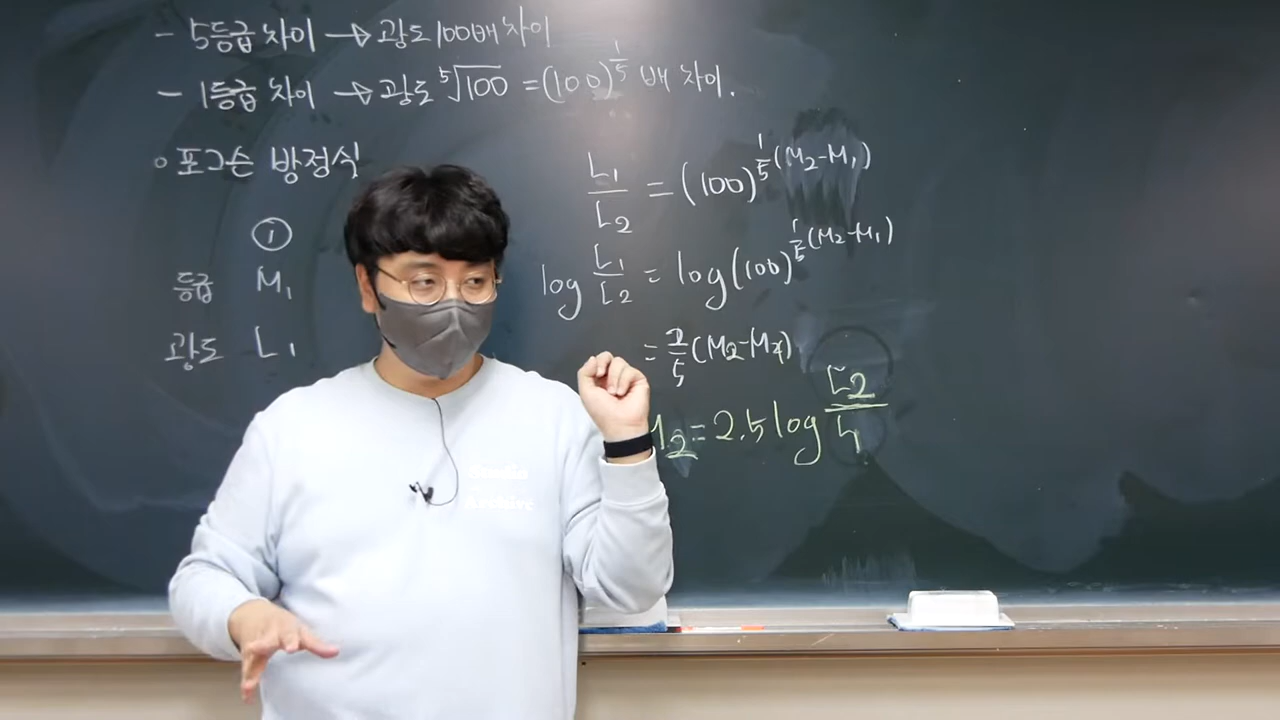 - 5등급 차이 → 광도 100배 차이
- 1등급 차이 → 광도 ⁵√100 = (100)^(1/5) 배 차이.
◦ 포그슨 방정식
①
등급 M₁
광도 L₁
L₁/L₂ = (100)^(1/5(M₂-M₁))
log L₁/L₂ = log(100)^(1/5(M₂-M₁))
= 2/5(M₂-M₁)
₂ = 2.5 log L₂/L₁
Studio
Archive